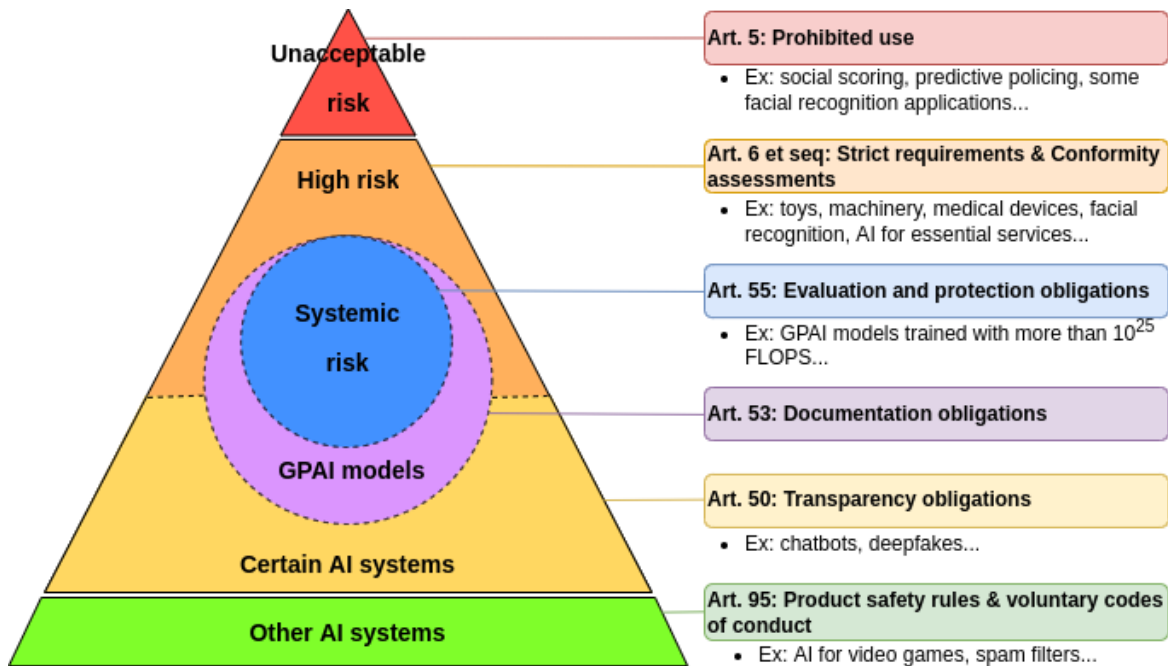 Unacceptable
risk
High risk
Systemic
risk
GPAI models
Certain AI systems
Other AI systems
Art. 5: Prohibited use
• Ex: social scoring, predictive policing, some
facial recognition applications...
Art. 6 et seq: Strict requirements & Conformity
assessments
• Ex: toys, machinery, medical devices, facial
recognition, AI for essential services...
Art. 55: Evaluation and protection obligations
• Ex: GPAI models trained with more than 10²⁵
FLOPS...
Art. 53: Documentation obligations
Art. 50: Transparency obligations
• Ex: chatbots, deepfakes...
Art. 95: Product safety rules & voluntary codes
of conduct
• Ex: AI for video games, spam filters...